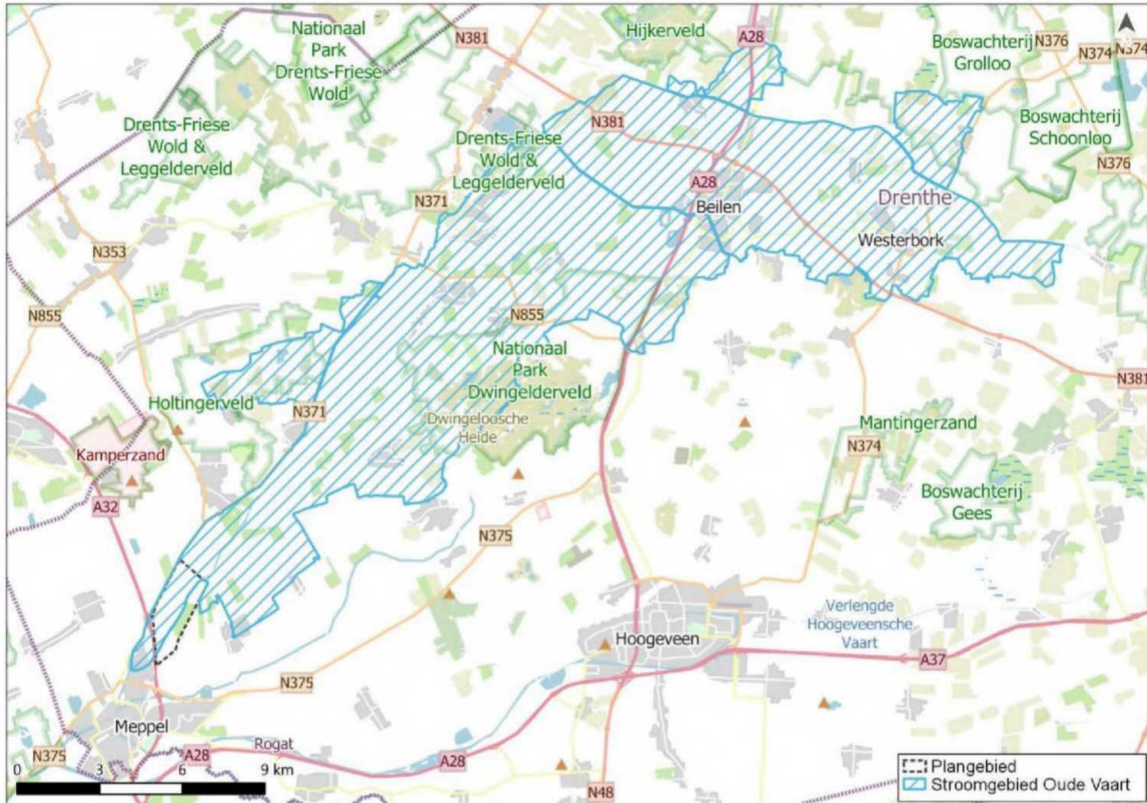 Nationaal
Park
Drents-Friese
Wold
N381
Hijkerveld
A28
Boswachterij
Grolloo
N376
N374
N374
Drents-Friese
Wold &
Leggelderveld
Drents-Friese
Wold &
Leggelderveld
N381
Boswachterij
Schoonloo
N376
N371
A28
Beilen
Drenthe
Westerbork
N353
N855
N855
Nationaal
Park
Dwingelderveld
N381
Holtingerveld
N371
Dwingeloosche
Heide
Mantingerzand
N374
Kamperzand
A32
Boswachterij
Gees
N375
Verlengde
Hoogeveensche
Vaart
Hoogeveen
A37
N375
Meppel
N375
A28
Rogat
A28
N48
0 3 6 9 km
Plangebied
Stroomgebied Oude Vaart